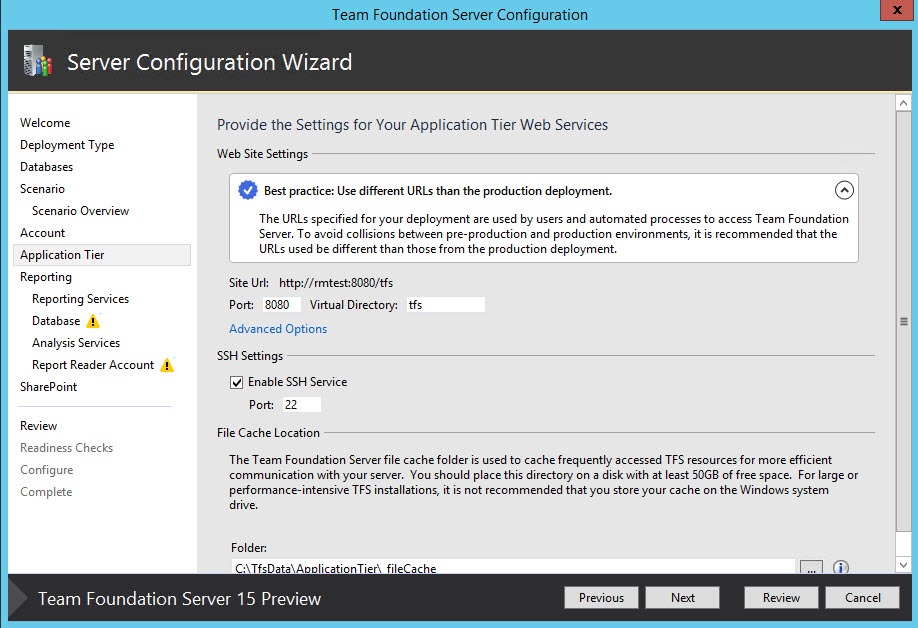 Team Foundation Server Configuration
x
Server Configuration Wizard
Welcome
Deployment Type
Databases
Scenario
Scenario Overview
Account
Application Tier
Reporting
Reporting Services
Database
Analysis Services
Report Reader Account
SharePoint
Review
Readiness Checks
Configure
Complete
Provide the Settings for Your Application Tier Web Services
Web Site Settings
Best practice: Use different URLs than the production deployment.
The URLs specified for your deployment are used by users and automated processes to access Team Foundation
Server. To avoid collisions between pre-production and production environments, it is recommended that the
URLs used be different than those from the production deployment.
Site Url: http://rmtest:8080/tfs
Port: 8080 Virtual Directory: tfs
Advanced Options
SSH Settings
Enable SSH Service
Port: 22
File Cache Location
The Team Foundation Server file cache folder is used to cache frequently accessed TFS resources for more efficient
communication with your server. You should place this directory on a disk with at least 50GB of free space. For large or
performance-intensive TFS installations, it is not recommended that you store your cache on the Windows system
drive.
Folder:
C:\TfsData\ApplicationTier\_fileCache ...
Team Foundation Server 15 Preview
Previous Next Review Cancel